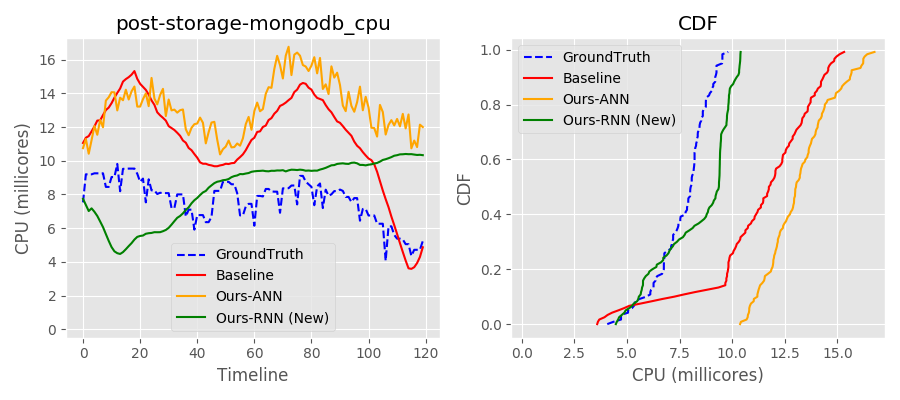 post-storage-mongodb_cpu
CPU (millicores)
16
14
12
10
8
6
4
2
0
GroundTruth
Baseline
Ours-ANN
Ours-RNN (New)
0 20 40 60 80 100 120
Timeline
CDF
CDF
1.0
0.8
0.6
0.4
0.2
0.0
GroundTruth
Baseline
Ours-ANN
Ours-RNN (New)
0.0 2.5 5.0 7.5 10.0 12.5 15.0
CPU (millicores)